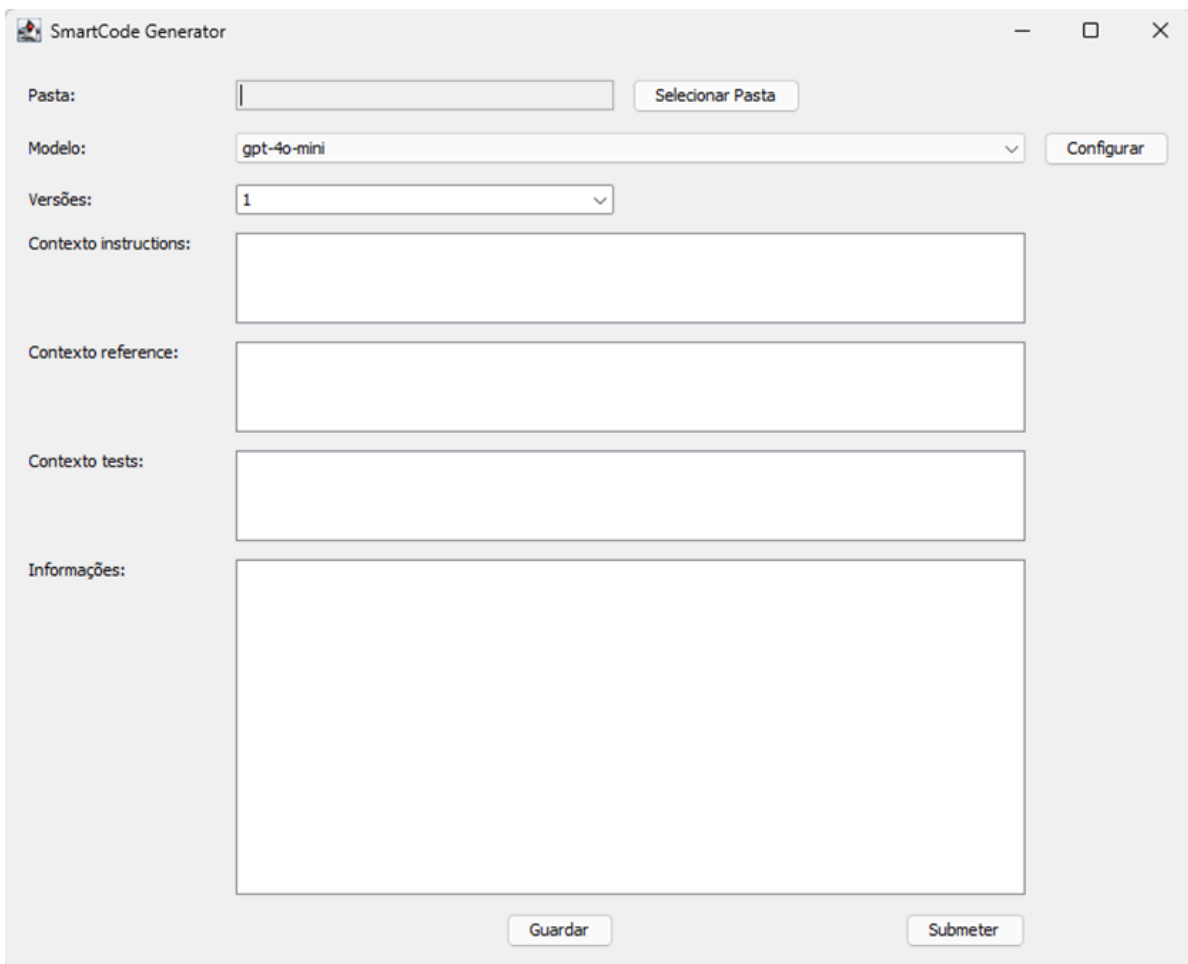 SmartCode Generator
Pasta: Selecionar Pasta
Modelo: gpt-4o-mini Configurar
Versões: 1
Contexto instructions:
Contexto reference:
Contexto tests:
Informações:
Guardar Submeter